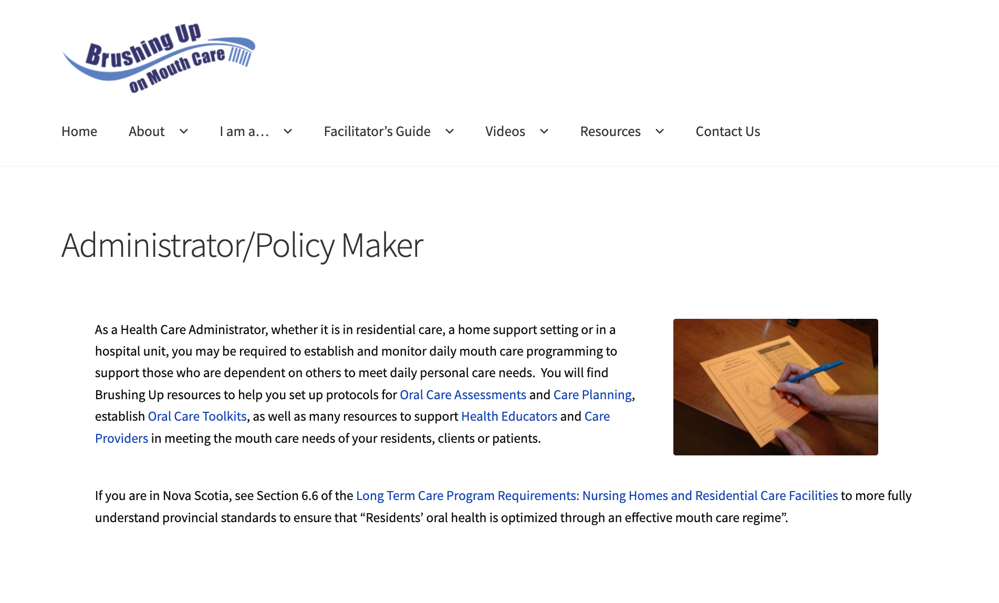 Brushing Up
on Mouth Care
Home About I am a… Facilitator’s Guide Videos Resources Contact Us
Administrator/Policy Maker
As a Health Care Administrator, whether it is in residential care, a home support setting or in a
hospital unit, you may be required to establish and monitor daily mouth care programming to
support those who are dependent on others to meet daily personal care needs.  You will find
Brushing Up resources to help you set up protocols for Oral Care Assessments and Care Planning,
establish Oral Care Toolkits, as well as many resources to support Health Educators and Care
Providers in meeting the mouth care needs of your residents, clients or patients.
If you are in Nova Scotia, see Section 6.6 of the Long Term Care Program Requirements: Nursing Homes and Residential Care Facilities to more fully
understand provincial standards to ensure that “Residents’ oral health is optimized through an effective mouth care regime”.